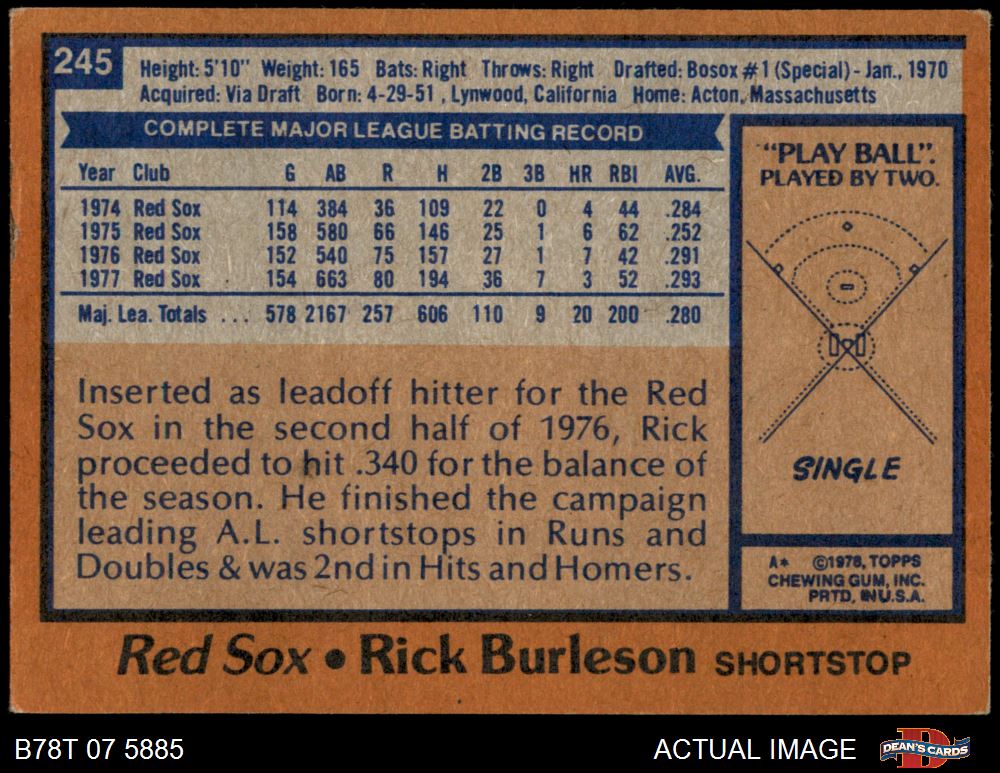 245
Height: 5'10" Weight: 165 Bats: Right Throws: Right Drafted: Bosox #1 (Special) - Jan., 1970
Acquired: Via Draft Born: 4-29-51 , Lynwood, California Home: Acton, Massachusetts
COMPLETE MAJOR LEAGUE BATTING RECORD
Year Club G AB R H 2B 3B HR RBI AVG.
1974 Red Sox 114 384 36 109 22 0 4 44 .284
1975 Red Sox 158 580 66 146 25 1 6 62 .252
1976 Red Sox 152 540 75 157 27 1 7 42 .291
1977 Red Sox 154 663 80 194 36 7 3 52 .293
Maj. Lea. Totals ... 578 2167 257 606 110 9 20 200 .280
Inserted as leadoff hitter for the Red
Sox in the second half of 1976, Rick
proceeded to hit .340 for the balance of
the season. He finished the campaign
leading A.L. shortstops in Runs and
Doubles & was 2nd in Hits and Homers.
"PLAY BALL".
PLAYED BY TWO.
SINGLE
A* ©1978, TOPPS
CHEWING GUM, INC.
PRTD. IN U.S.A.
Red Sox • Rick Burleson SHORTSTOP
B78T 07 5885
ACTUAL IMAGE
DEAN'S CARDS